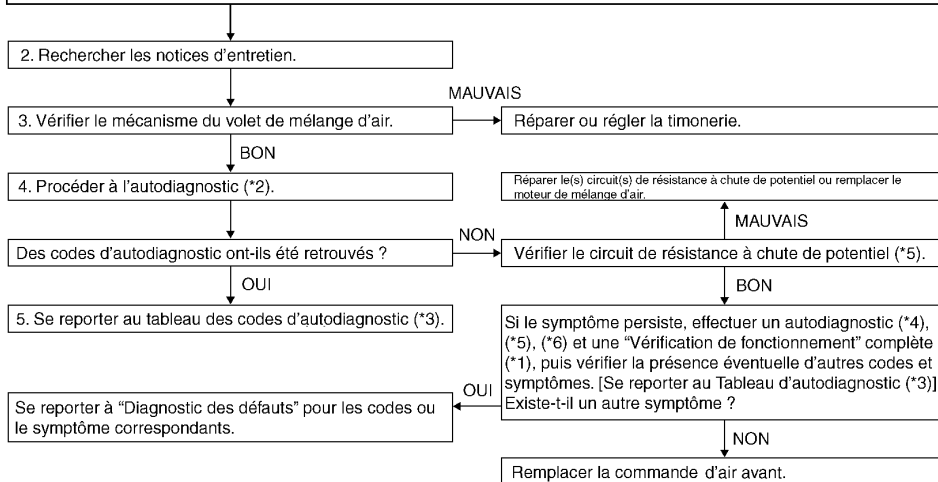 2. Rechercher les notices d'entretien.
MAUVAIS
3. Vérifier le mécanisme du volet de mélange d'air.
Réparer ou régler la timonerie.
BON
4. Procéder à l'autodiagnostic (*2).
Réparer le(s) circuit(s) de résistance à chute de potentiel ou remplacer le
moteur de mélange d'air.
MAUVAIS
NON
Des codes d'autodiagnostic ont-ils été retrouvés ?
Vérifier le circuit de résistance à chute de potentiel (*5).
OUI
BON
5. Se reporter au tableau des codes d'autodiagnostic (*3).
Si le symptôme persiste, effectuer un autodiagnostic (*4),
(*5), (*6) et une “Vérification de fonctionnement” complète
(*1), puis vérifier la présence éventuelle d'autres codes et
symptômes. [Se reporter au Tableau d'autodiagnostic (*3)]
Existe-t-il un autre symptôme ?
OUI
Se reporter à “Diagnostic des défauts” pour les codes ou
le symptôme correspondants.
NON
Remplacer la commande d'air avant.